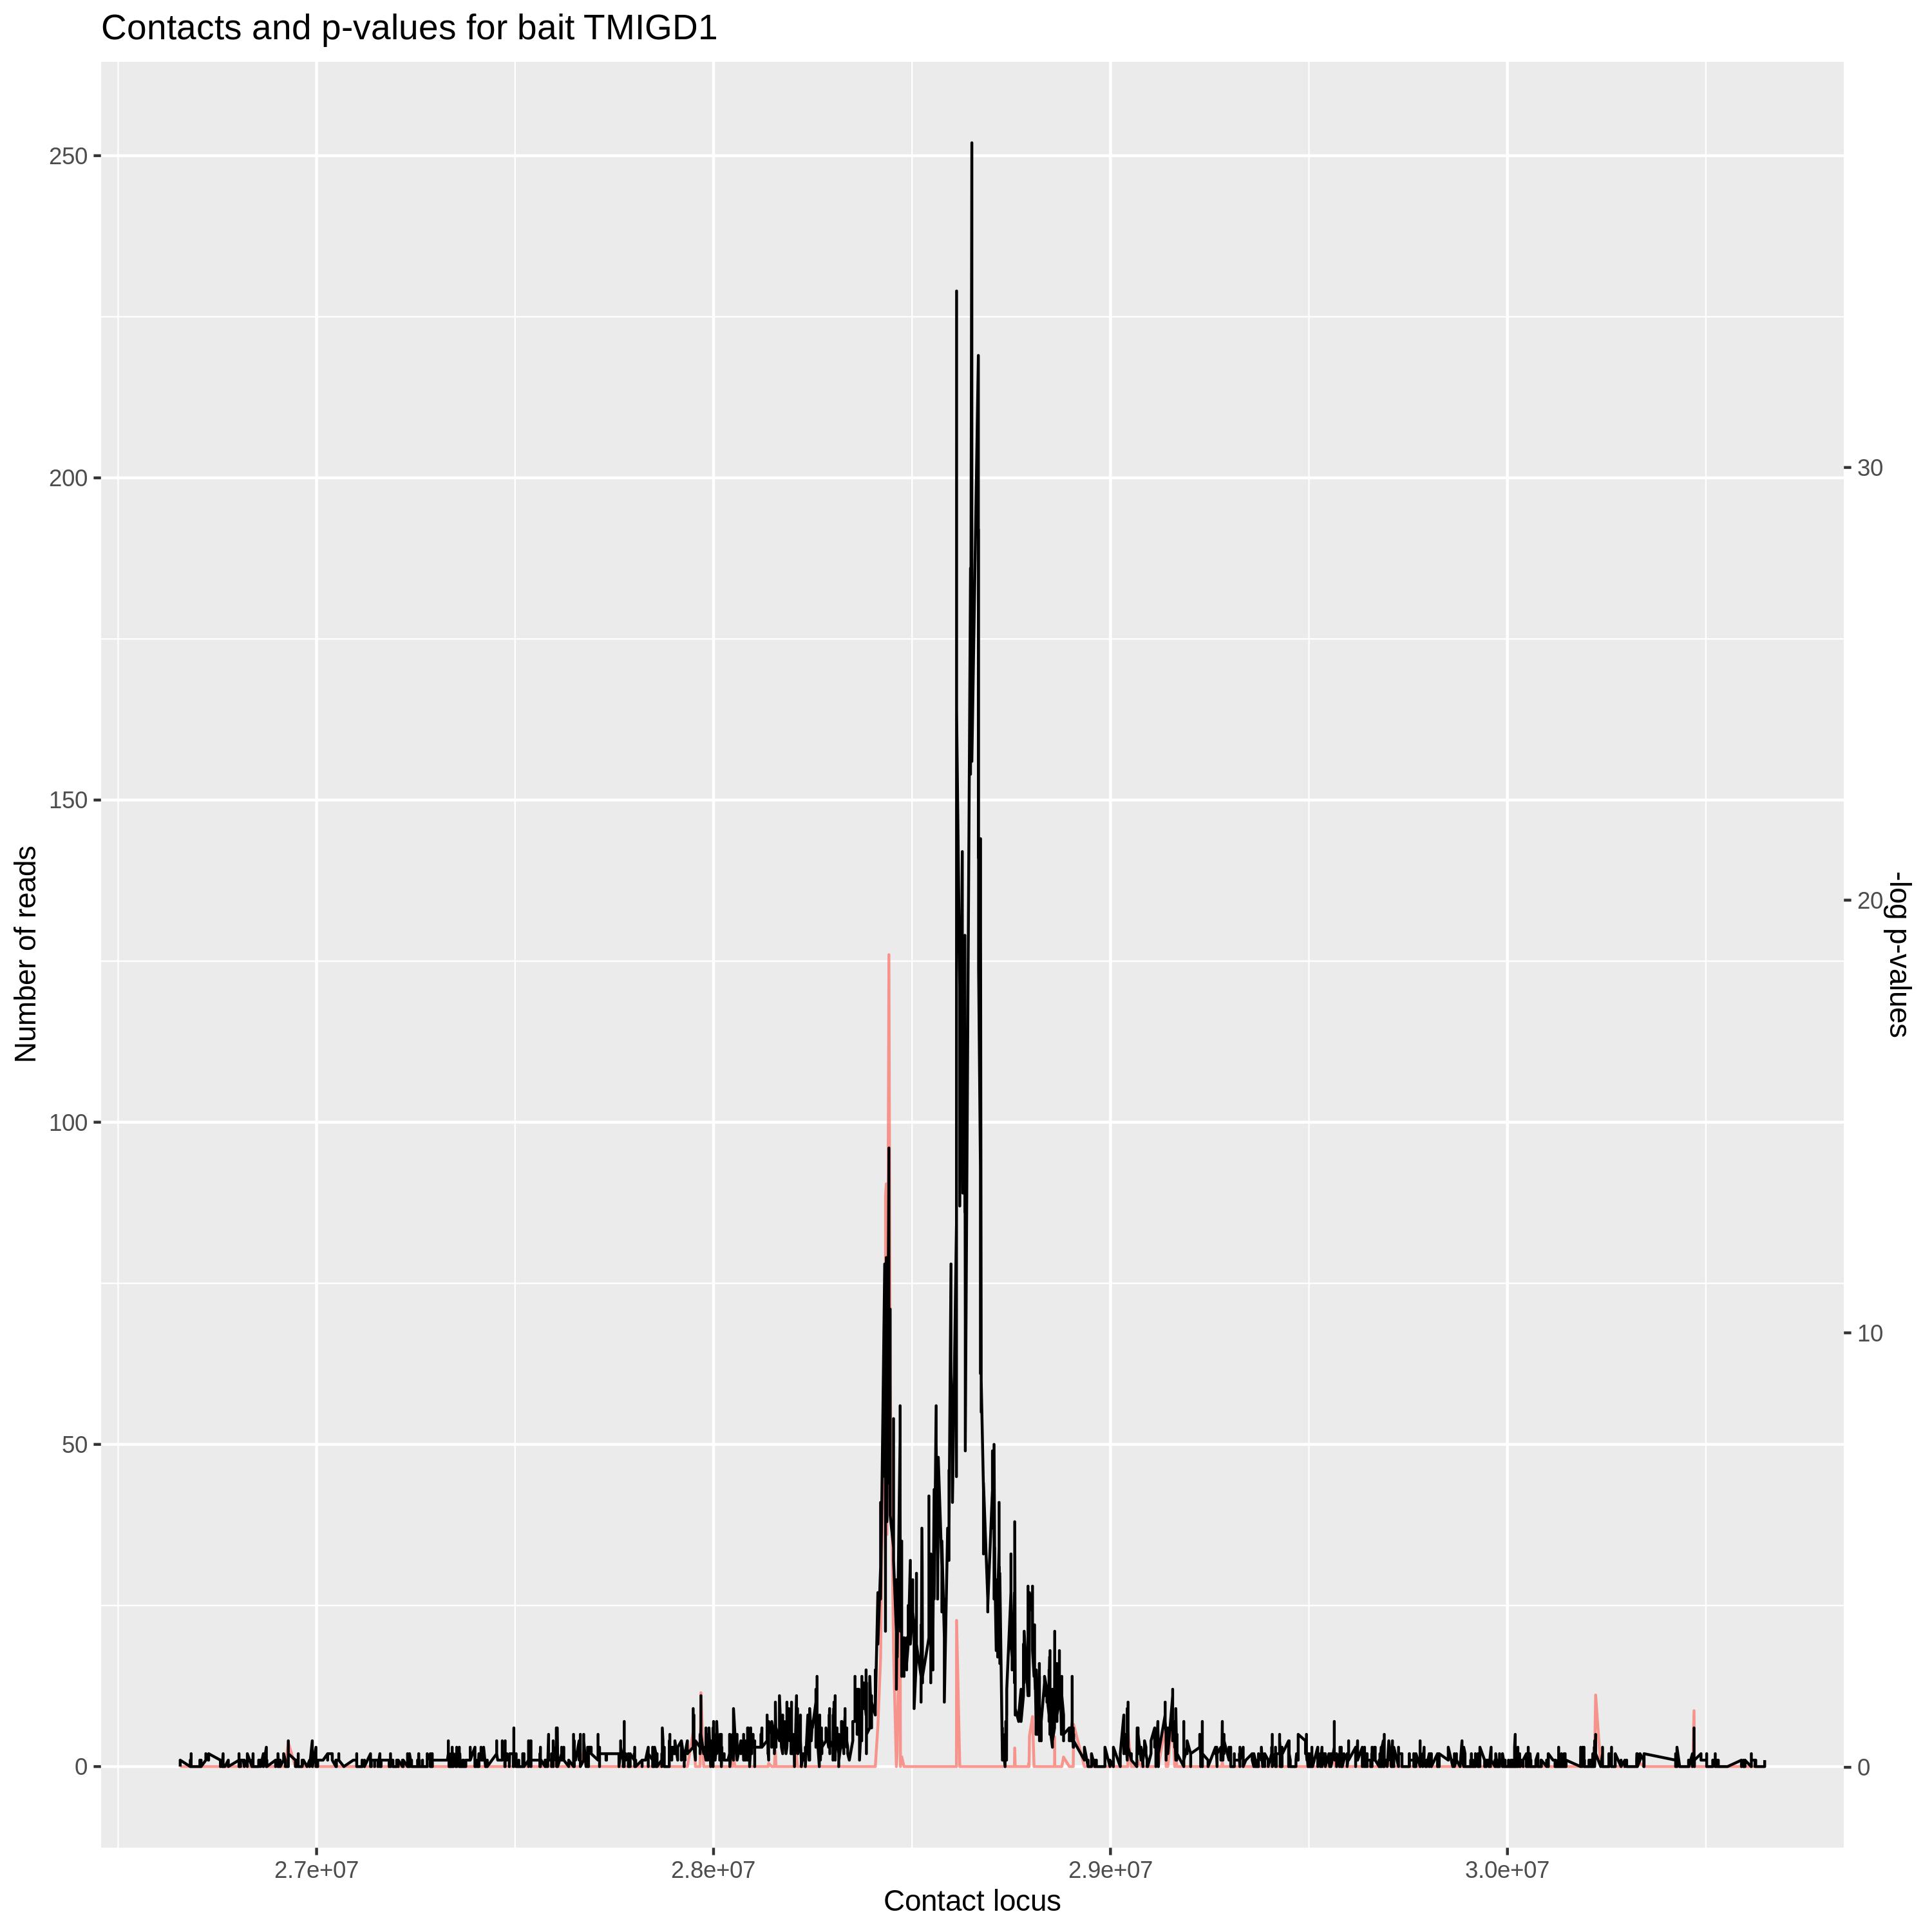 Contacts and p-values for bait TMIGD1
250
200
150
100
50
0
Number of reads
30
20
10
0
-log p-values
2.7e+07
2.8e+07
2.9e+07
3.0e+07
Contact locus